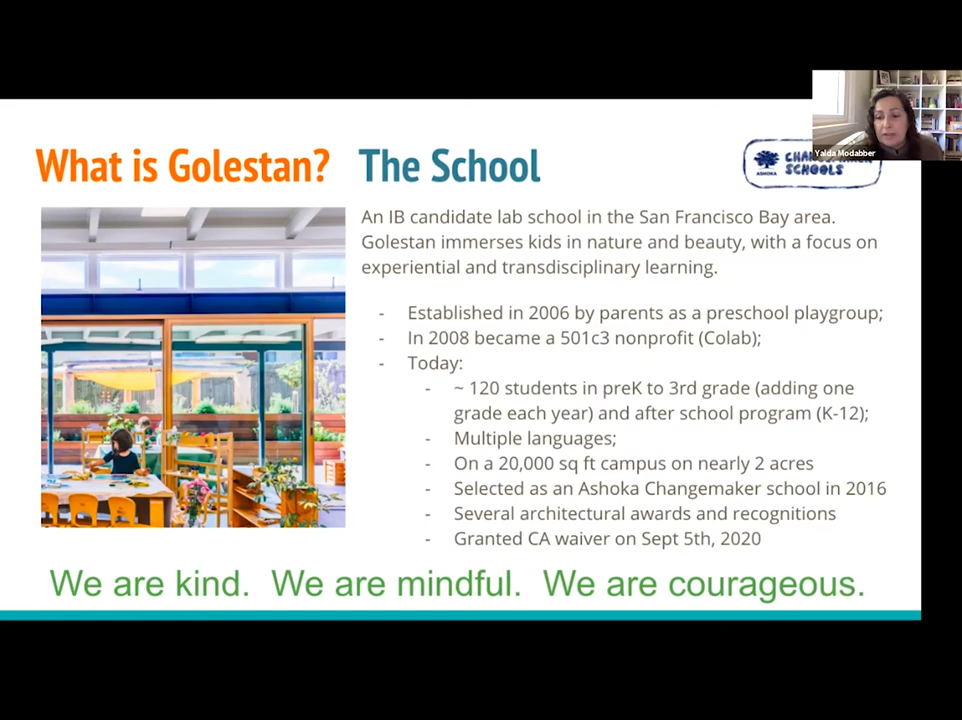 Yalda Modabber
What is Golestan? The School
ASHOKA
SCHOOLS
An IB candidate lab school in the San Francisco Bay area.
Golestan immerses kids in nature and beauty, with a focus on
experiential and transdisciplinary learning.
- Established in 2006 by parents as a preschool playgroup;
- In 2008 became a 501c3 nonprofit (Colab);
- Today:
- ~ 120 students in preK to 3rd grade (adding one
grade each year) and after school program (K-12);
- Multiple languages;
- On a 20,000 sq ft campus on nearly 2 acres
- Selected as an Ashoka Changemaker school in 2016
- Several architectural awards and recognitions
- Granted CA waiver on Sept 5th, 2020
We are kind. We are mindful. We are courageous.